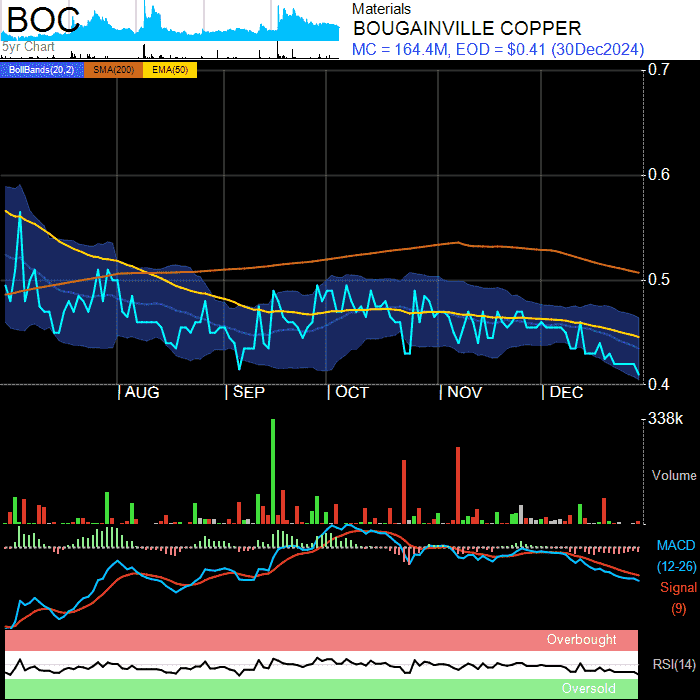 BOC
5yr Chart
Materials
BOUGAINVILLE COPPER
MC = 164.4M, EOD = $0.41 (30Dec2024)
BollBands(20,2) SMA(200) EMA(50)
0.7
0.6
0.5
0.4
AUG SEP OCT NOV DEC
338k
Volume
MACD
(12-26)
Signal
(9)
Overbought
RSI(14)
Oversold